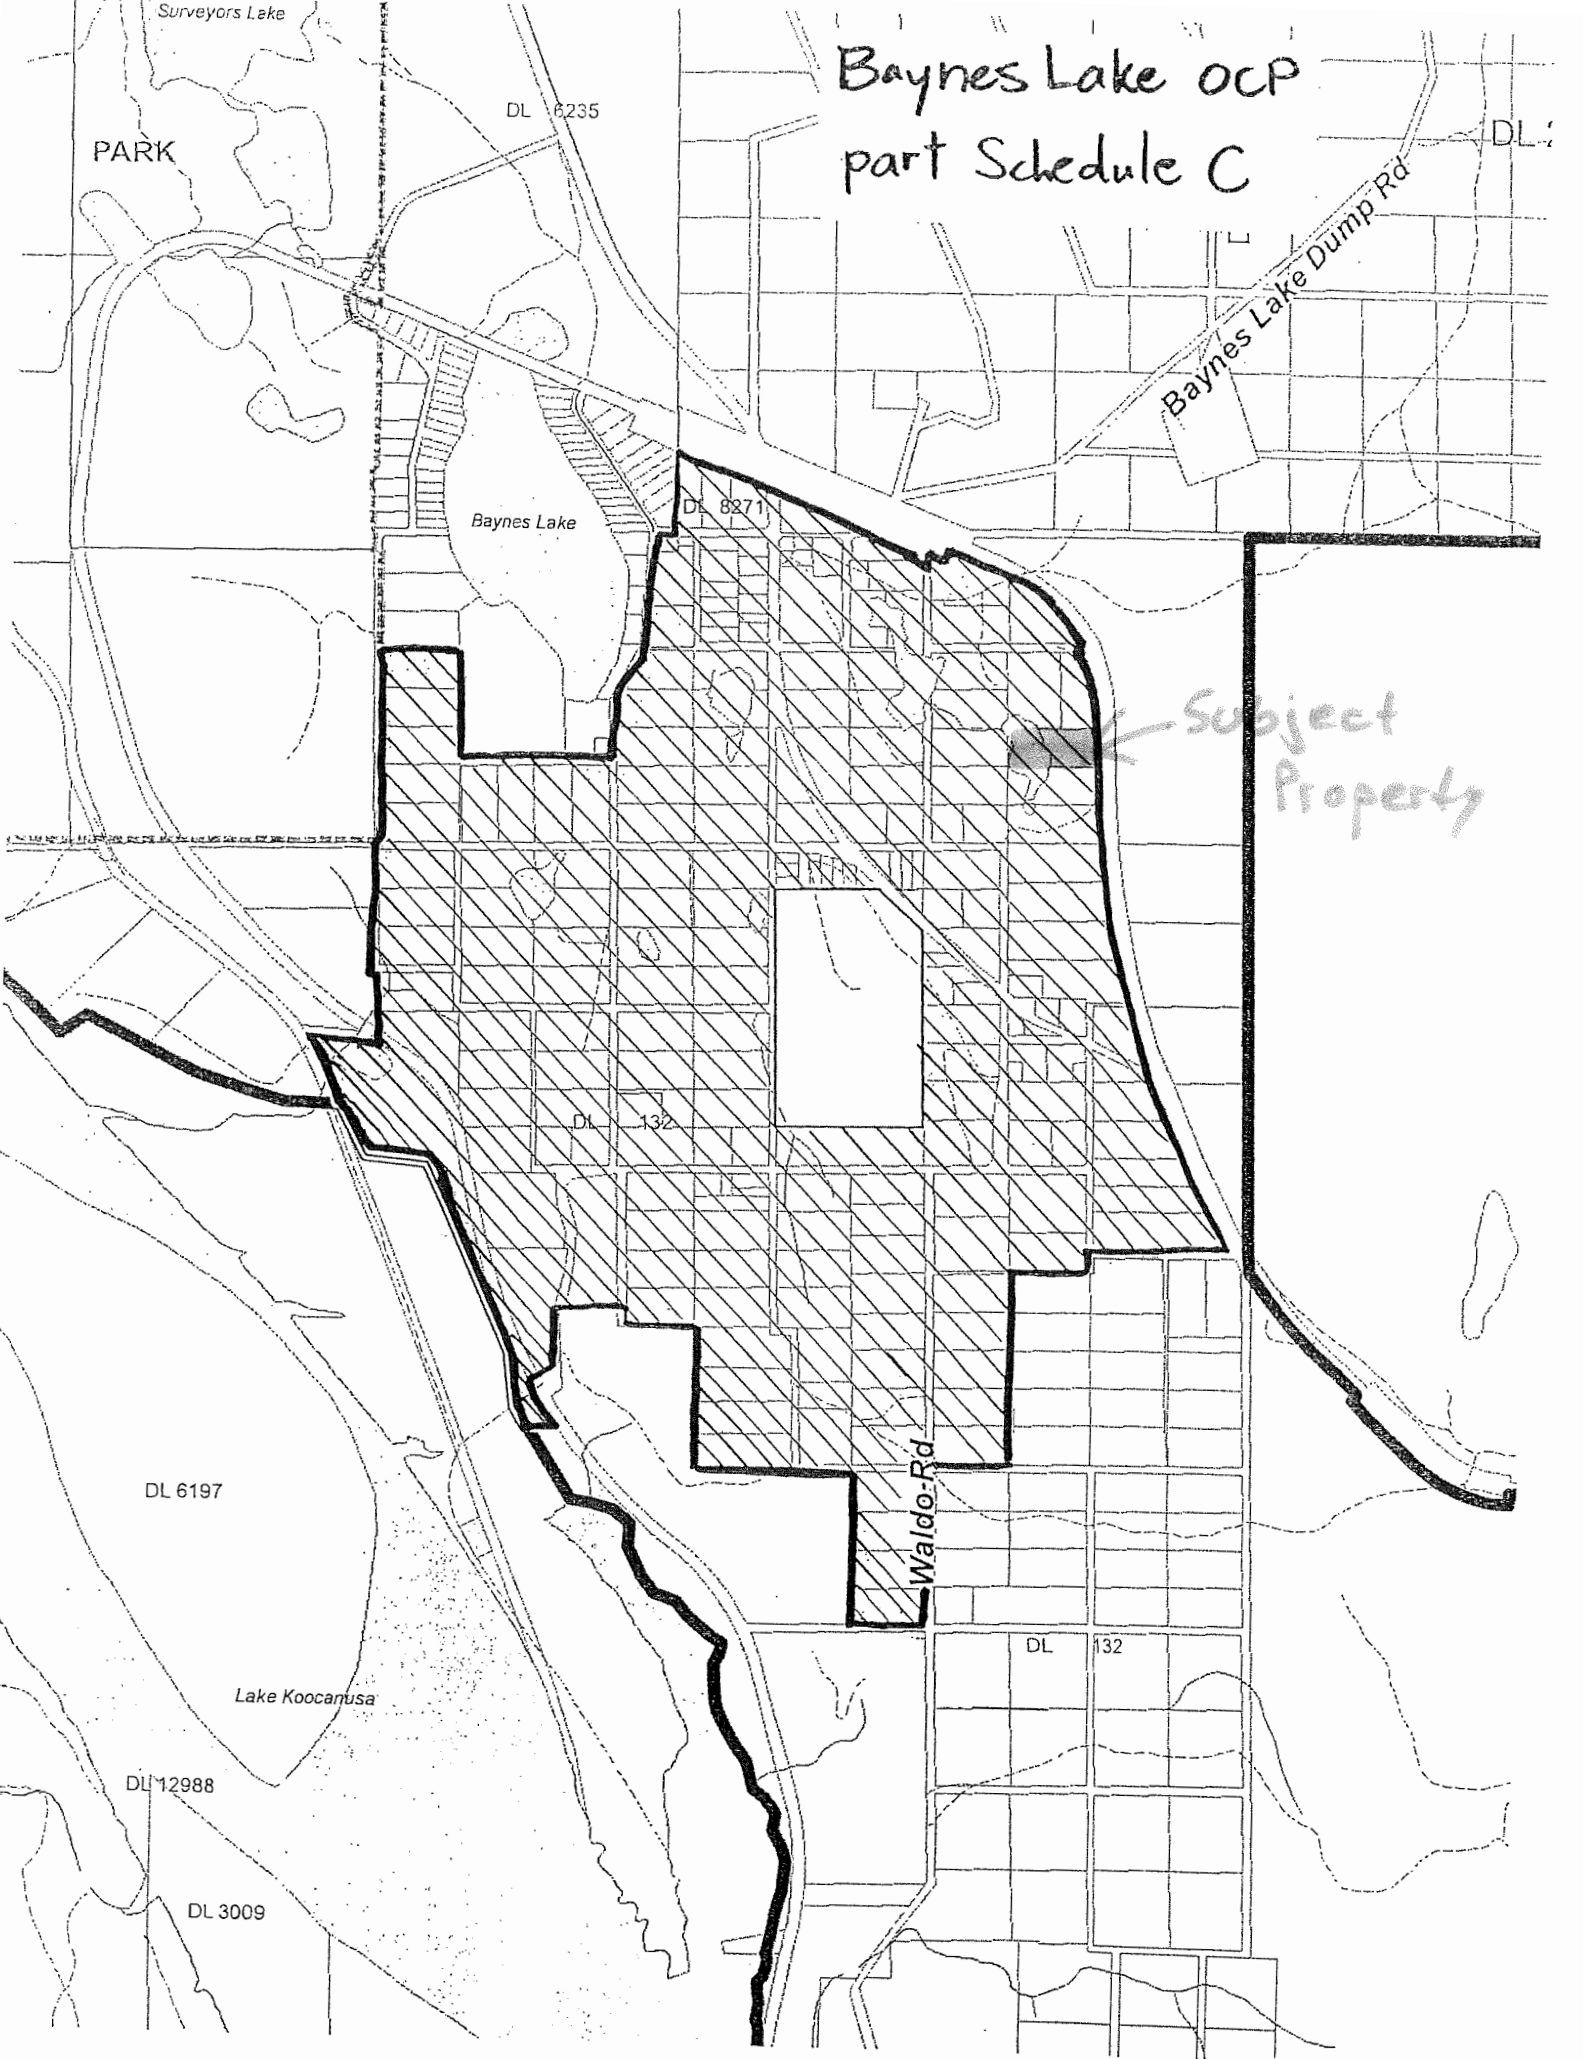 Surveyors Lake
Baynes Lake OCP
part Schedule C
DL 6235
PARK
Baynes Lake Dump Rd
Baynes Lake
DL 8271
Subject
Property
DL 132
DL 6197
Waldo Rd
DL 132
Lake Koocanusa
DL 12988
DL 3009